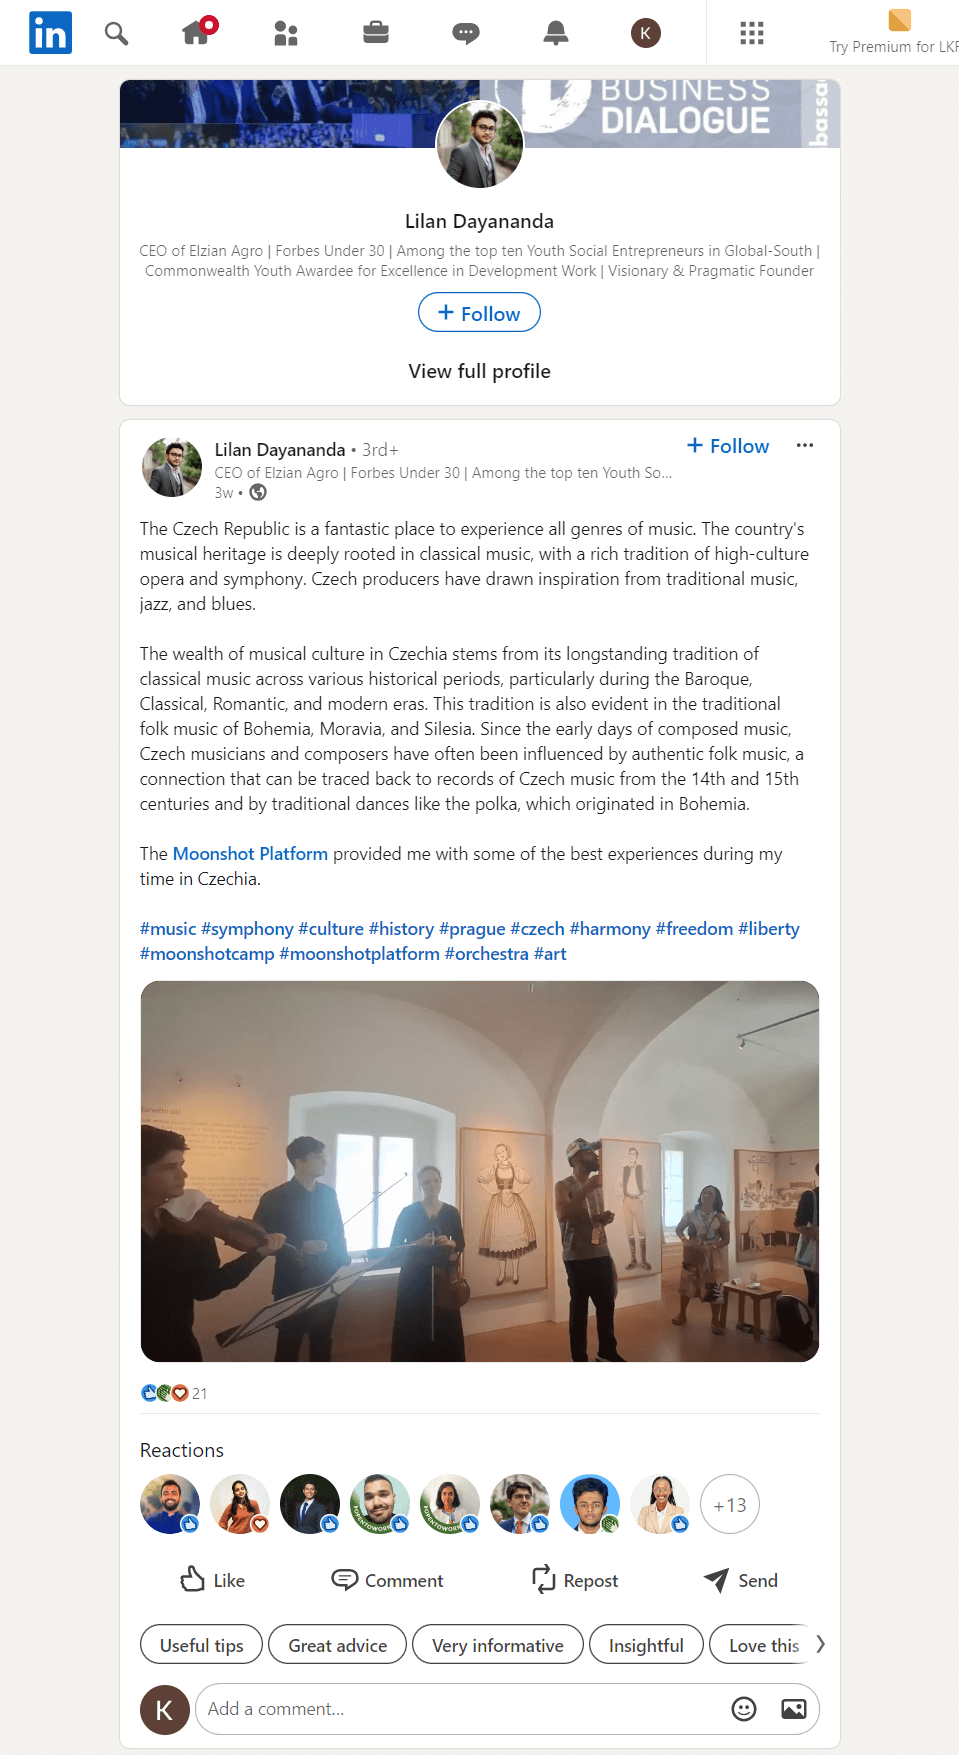 in
K
Try Premium for LKR
BUSINESS
DIALOGUE
bassa
Lilan Dayananda
CEO of Elzian Agro | Forbes Under 30 | Among the top ten Youth Social Entrepreneurs in Global-South |
Commonwealth Youth Awardee for Excellence in Development Work | Visionary & Pragmatic Founder
+ Follow
View full profile
Lilan Dayananda • 3rd+
+ Follow
CEO of Elzian Agro | Forbes Under 30 | Among the top ten Youth So...
3w •
The Czech Republic is a fantastic place to experience all genres of music. The country's
musical heritage is deeply rooted in classical music, with a rich tradition of high-culture
opera and symphony. Czech producers have drawn inspiration from traditional music,
jazz, and blues.
The wealth of musical culture in Czechia stems from its longstanding tradition of
classical music across various historical periods, particularly during the Baroque,
Classical, Romantic, and modern eras. This tradition is also evident in the traditional
folk music of Bohemia, Moravia, and Silesia. Since the early days of composed music,
Czech musicians and composers have often been influenced by authentic folk music, a
connection that can be traced back to records of Czech music from the 14th and 15th
centuries and by traditional dances like the polka, which originated in Bohemia.
The Moonshot Platform provided me with some of the best experiences during my
time in Czechia.
#music #symphony #culture #history #prague #czech #harmony #freedom #liberty
#moonshotcamp #moonshotplatform #orchestra #art
21
Reactions
+13
Like
Comment
Repost
Send
Useful tips
Great advice
Very informative
Insightful
Love this
K
Add a comment...